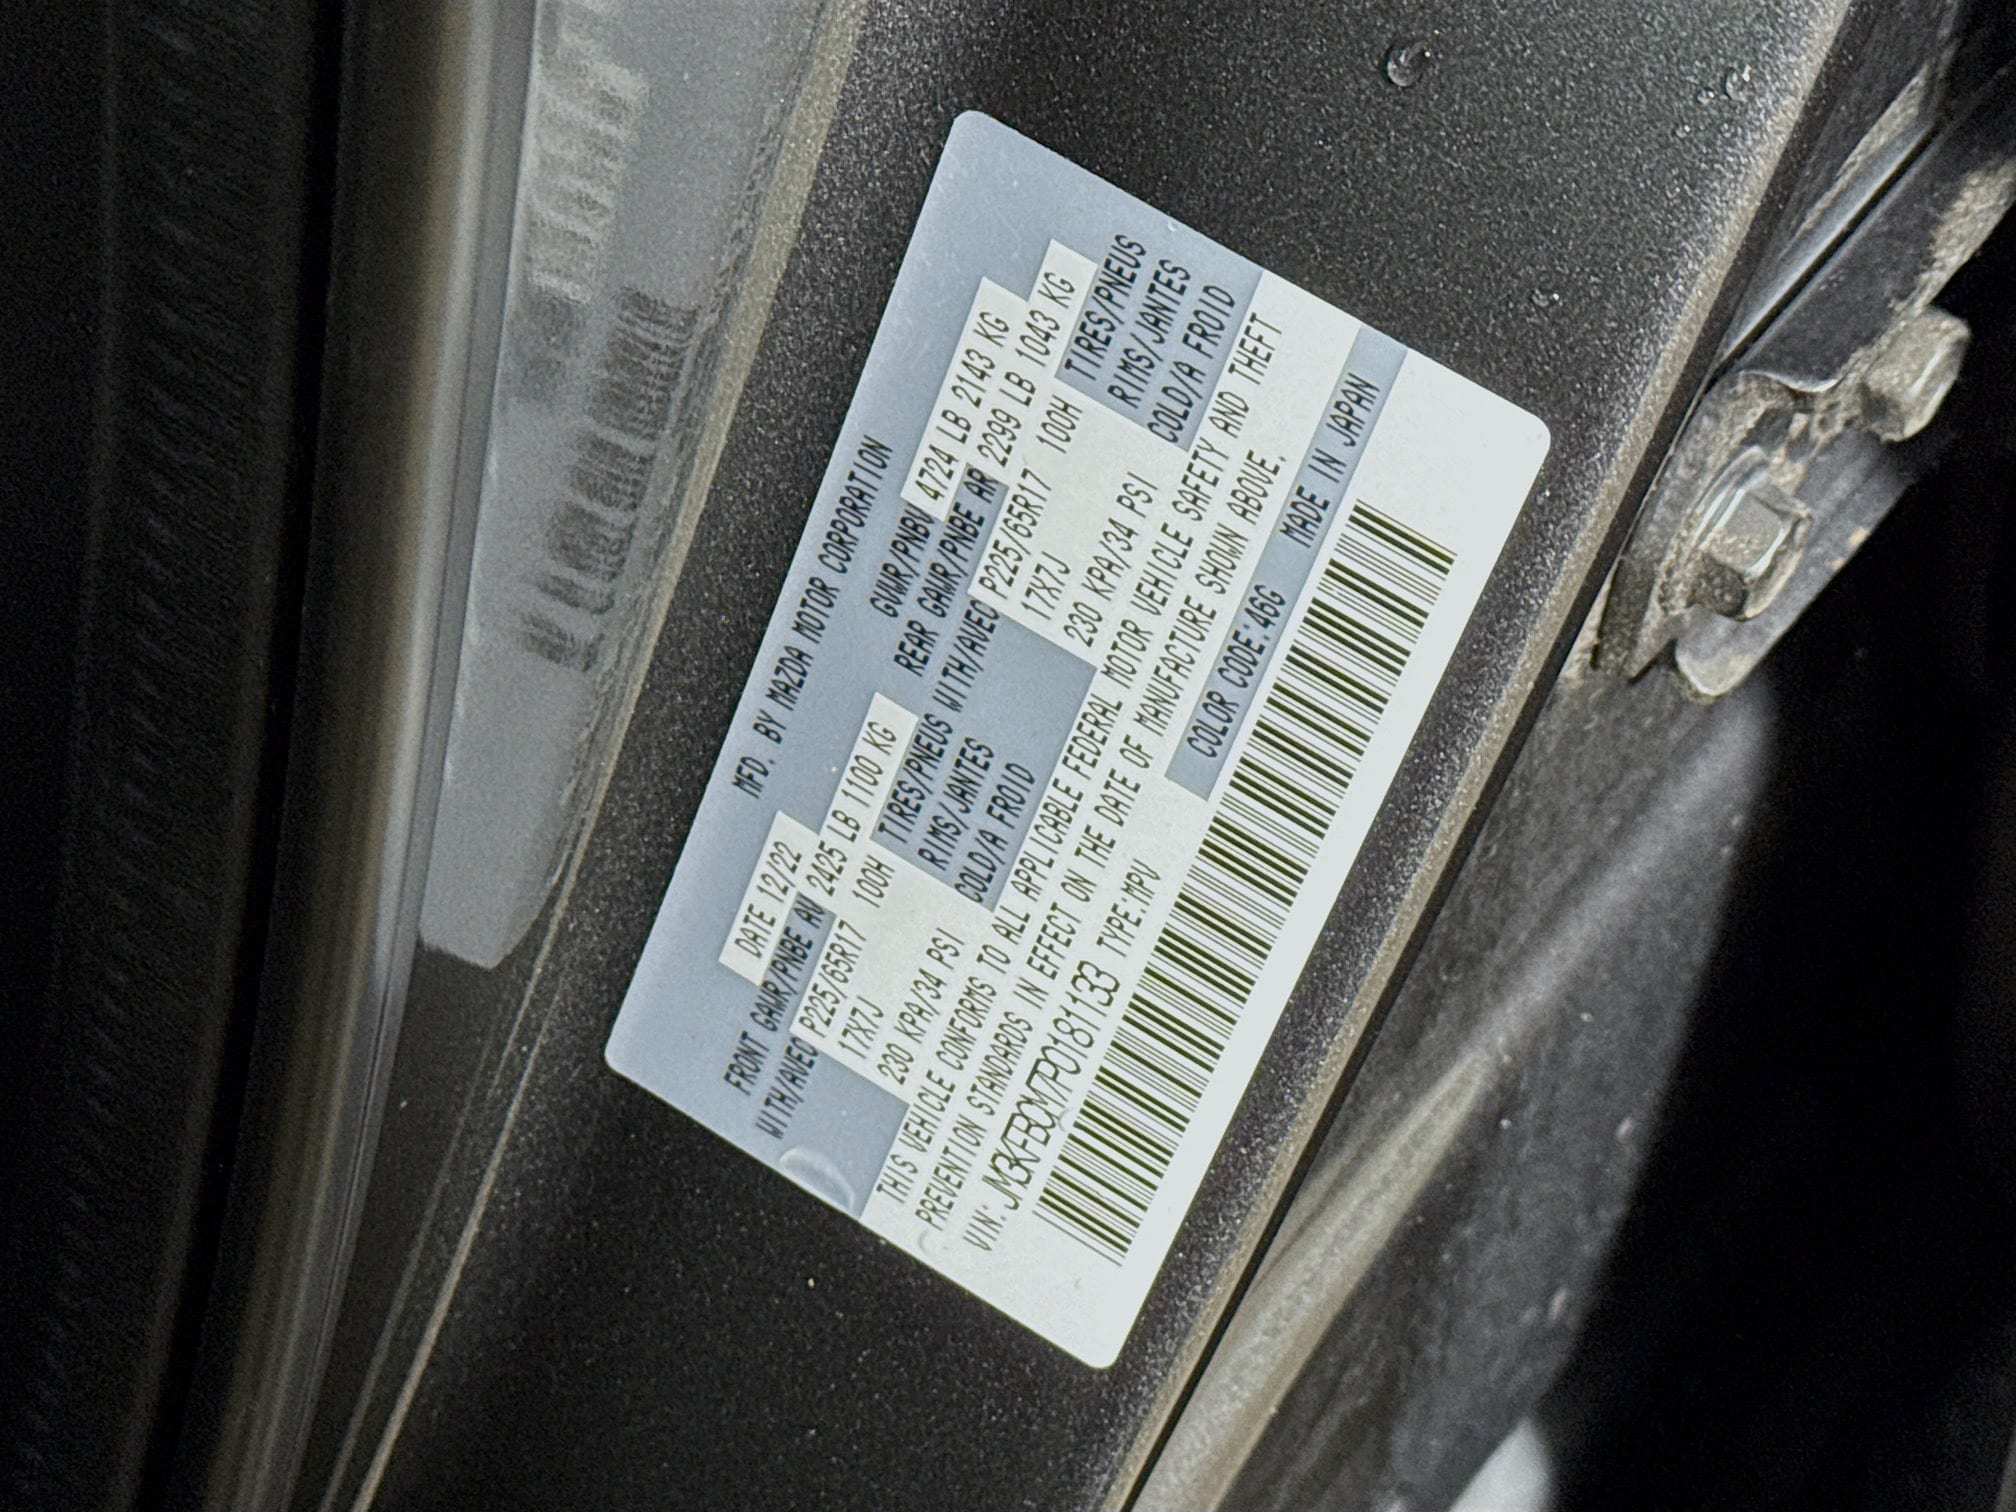 MFD. BY MAZDA MOTOR CORPORATION
DATE 12/22 GVWR/PNBV 4724 LB 2143 KG
FRONT GAWR/PNBE AV 2425 LB 1100 KG REAR GAWR/PNBE AR 2299 LB 1043 KG
WITH/AVEC P225/65R17 100H TIRES/PNEUS WITH/AVEC P225/65R17 100H TIRES/PNEUS
17X7J RIMS/JANTES 17X7J RIMS/JANTES
230 KPA/34 PSI COLD/A FROID 230 KPA/34 PSI COLD/A FROID
THIS VEHICLE CONFORMS TO ALL APPLICABLE FEDERAL MOTOR VEHICLE SAFETY AND THEFT
PREVENTION STANDARDS IN EFFECT ON THE DATE OF MANUFACTURE SHOWN ABOVE.
VIN: JM3KFBCM7P0181133 TYPE:MPV COLOR CODE:46G MADE IN JAPAN